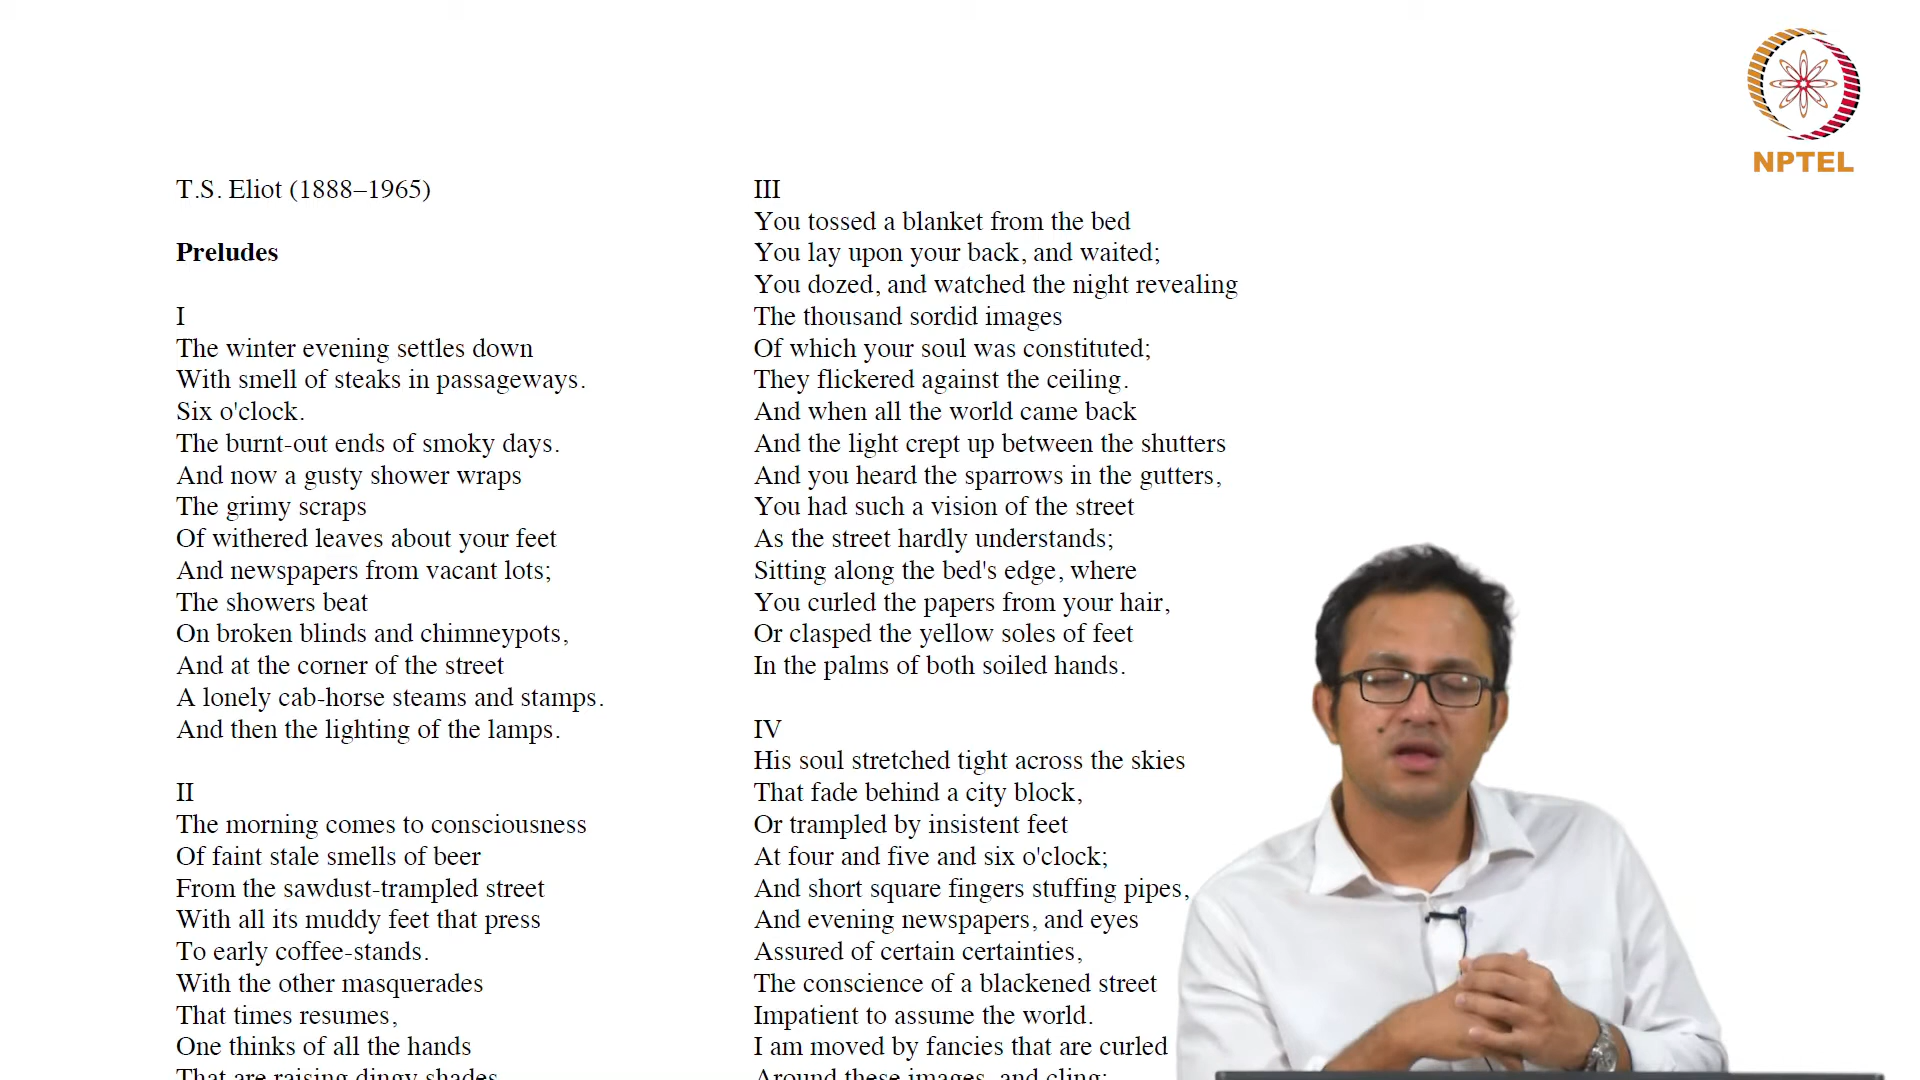 T.S. Eliot (1888–1965)
Preludes
I
The winter evening settles down
With smell of steaks in passageways.
Six o'clock.
The burnt-out ends of smoky days.
And now a gusty shower wraps
The grimy scraps
Of withered leaves about your feet
And newspapers from vacant lots;
The showers beat
On broken blinds and chimneypots,
And at the corner of the street
A lonely cab-horse steams and stamps.
And then the lighting of the lamps.
II
The morning comes to consciousness
Of faint stale smells of beer
From the sawdust-trampled street
With all its muddy feet that press
To early coffee-stands.
With the other masquerades
That times resumes,
One thinks of all the hands
That are raising dingy shades
III
You tossed a blanket from the bed
You lay upon your back, and waited;
You dozed, and watched the night revealing
The thousand sordid images
Of which your soul was constituted;
They flickered against the ceiling.
And when all the world came back
And the light crept up between the shutters
And you heard the sparrows in the gutters,
You had such a vision of the street
As the street hardly understands;
Sitting along the bed's edge, where
You curled the papers from your hair,
Or clasped the yellow soles of feet
In the palms of both soiled hands.
IV
His soul stretched tight across the skies
That fade behind a city block,
Or trampled by insistent feet
At four and five and six o'clock;
And short square fingers stuffing pipes,
And evening newspapers, and eyes
Assured of certain certainties,
The conscience of a blackened street
Impatient to assume the world.
I am moved by fancies that are curled
Around these images, and cling:
NPTEL